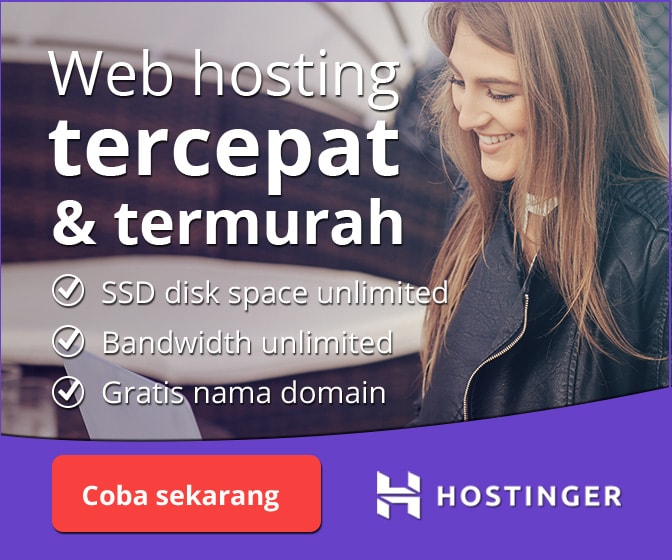 Web hosting
tercepat
& termurah
SSD disk space unlimited
Bandwidth unlimited
Gratis nama domain
Coba sekarang
HOSTINGER